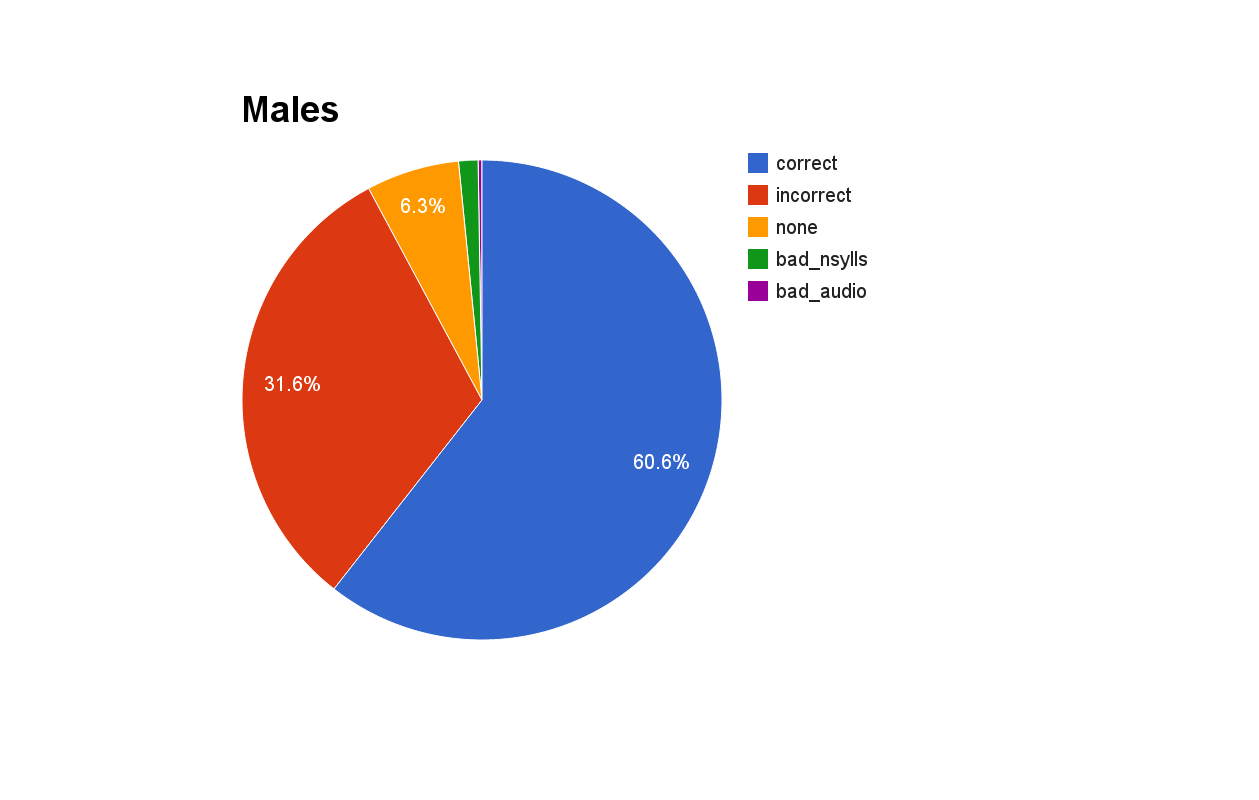 Males
correct
incorrect
none
bad_nsylls
bad_audio
6.3%
31.6%
60.6%